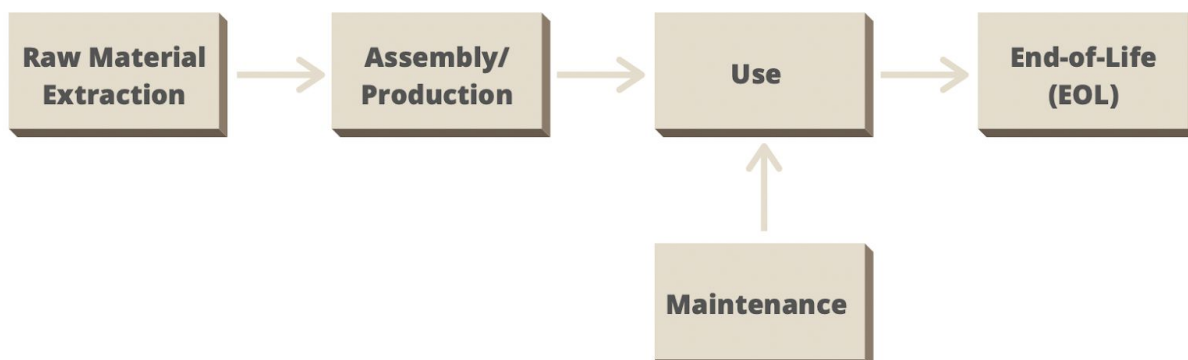 Raw Material
Extraction
Assembly/
Production
Use
End-of-Life
(EOL)
Maintenance